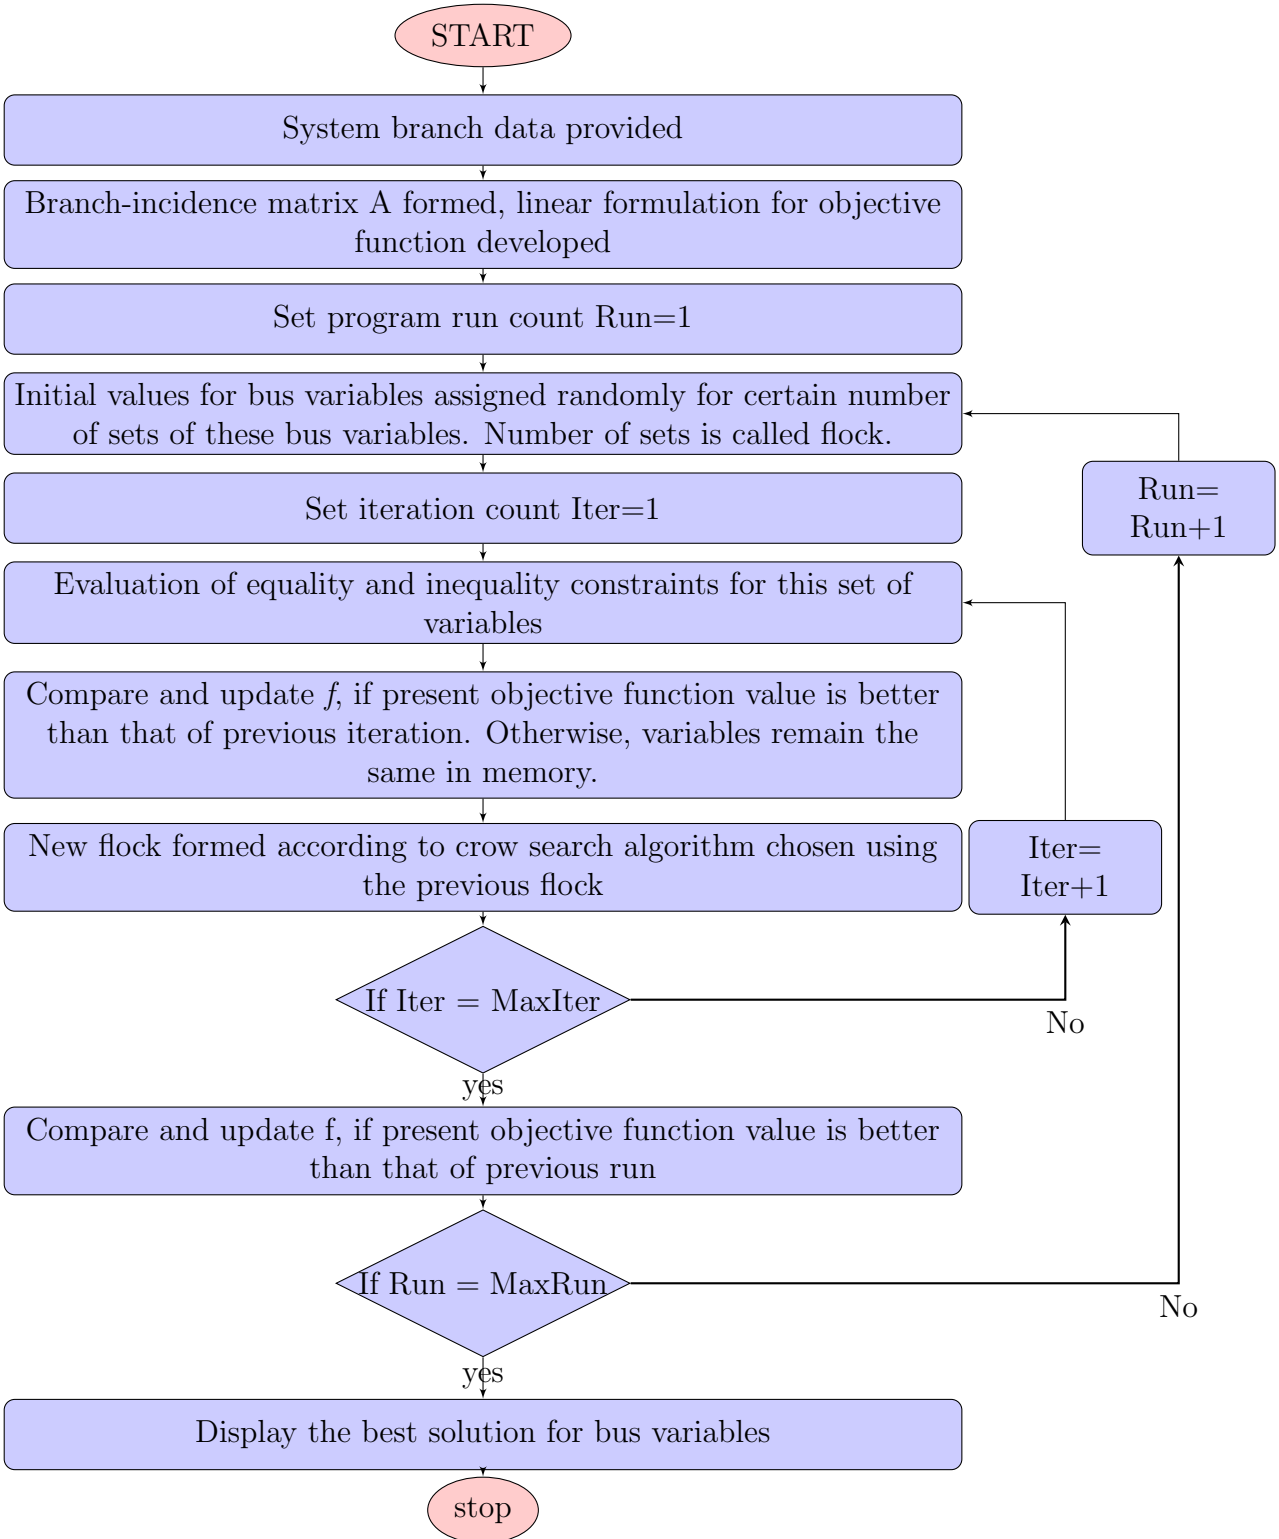 START
System branch data provided
Branch-incidence matrix A formed, linear formulation for objective
function developed
Set program run count Run=1
Initial values for bus variables assigned randomly for certain number
of sets of these bus variables. Number of sets is called flock.
Set iteration count Iter=1
Run=
Run+1
Evaluation of equality and inequality constraints for this set of
variables
Compare and update f, if present objective function value is better
than that of previous iteration. Otherwise, variables remain the
same in memory.
New flock formed according to crow search algorithm chosen using
the previous flock
Iter=
Iter+1
If Iter = MaxIter
No
yes
Compare and update f, if present objective function value is better
than that of previous run
If Run = MaxRun
No
yes
Display the best solution for bus variables
stop